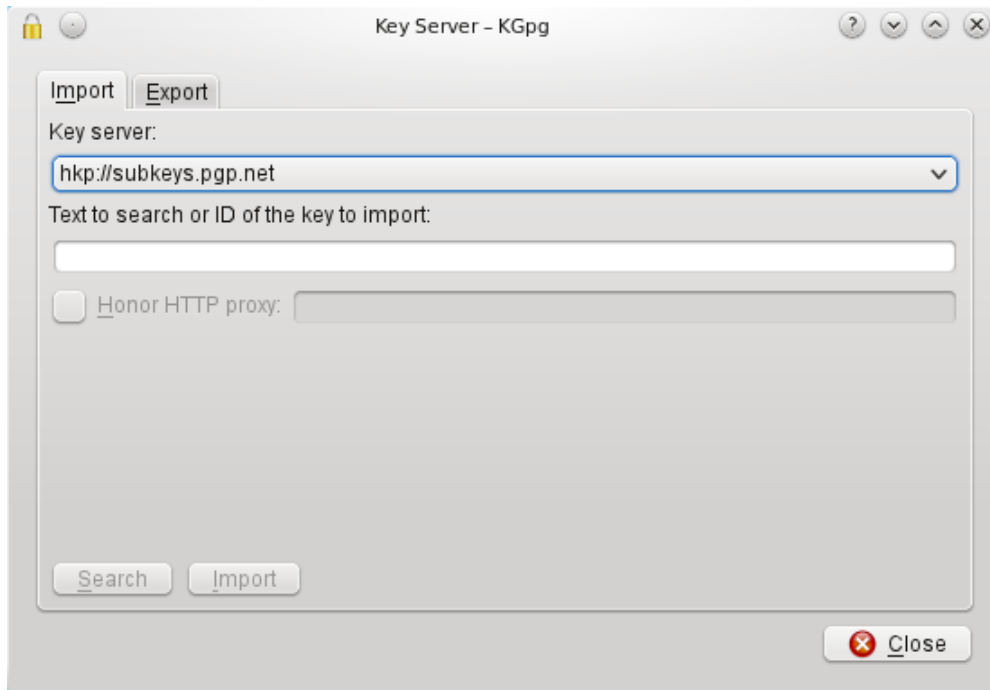 Key Server – KGpg
Import Export
Key server:
hkp://subkeys.pgp.net
Text to search or ID of the key to import:
Honor HTTP proxy:
Search Import
Close